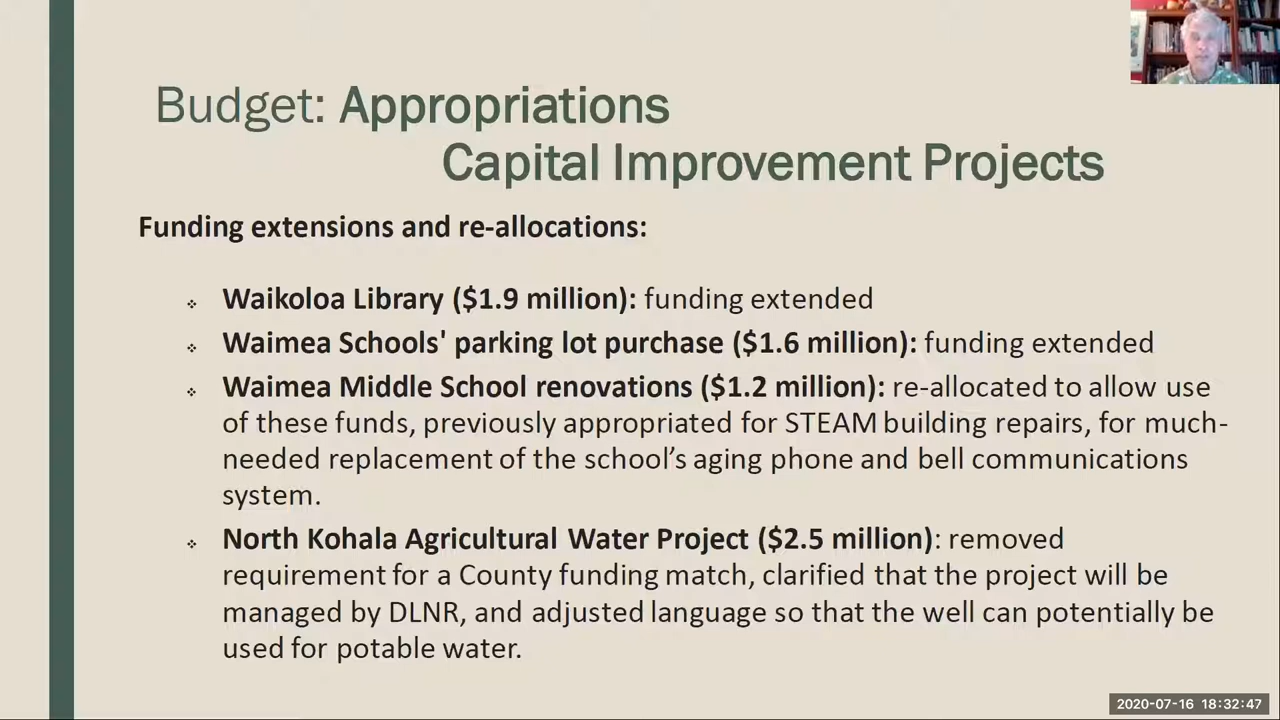 Budget: Appropriations
Capital Improvement Projects
Funding extensions and re-allocations:
Waikoloa Library ($1.9 million): funding extended
Waimea Schools' parking lot purchase ($1.6 million): funding extended
Waimea Middle School renovations ($1.2 million): re-allocated to allow use
of these funds, previously appropriated for STEAM building repairs, for much-
needed replacement of the school’s aging phone and bell communications
system.
North Kohala Agricultural Water Project ($2.5 million): removed
requirement for a County funding match, clarified that the project will be
managed by DLNR, and adjusted language so that the well can potentially be
used for potable water.
2020-07-16 18:32:47